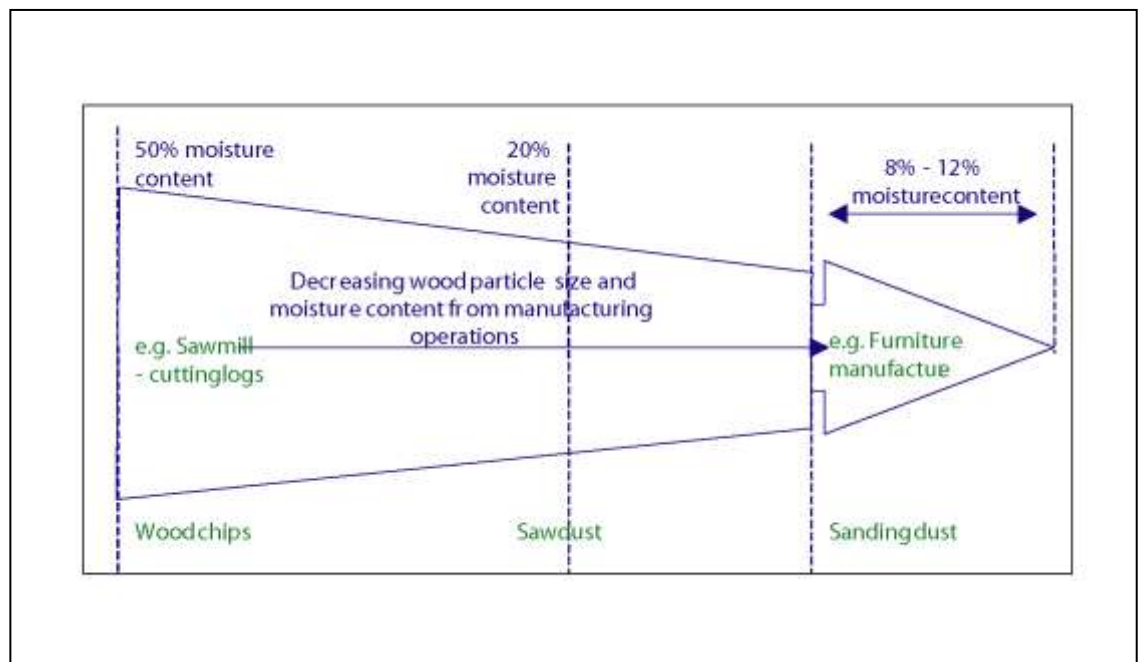 50% moisture
content
20%
moisture
content
8% - 12%
moisturecontent
Decreasing wood particle size and
moisture content from manufacturing
operations
e.g. Sawmill
- cuttinglogs
e.g. Furniture
manufactue
Woodchips
Sawdust
Sandingdust